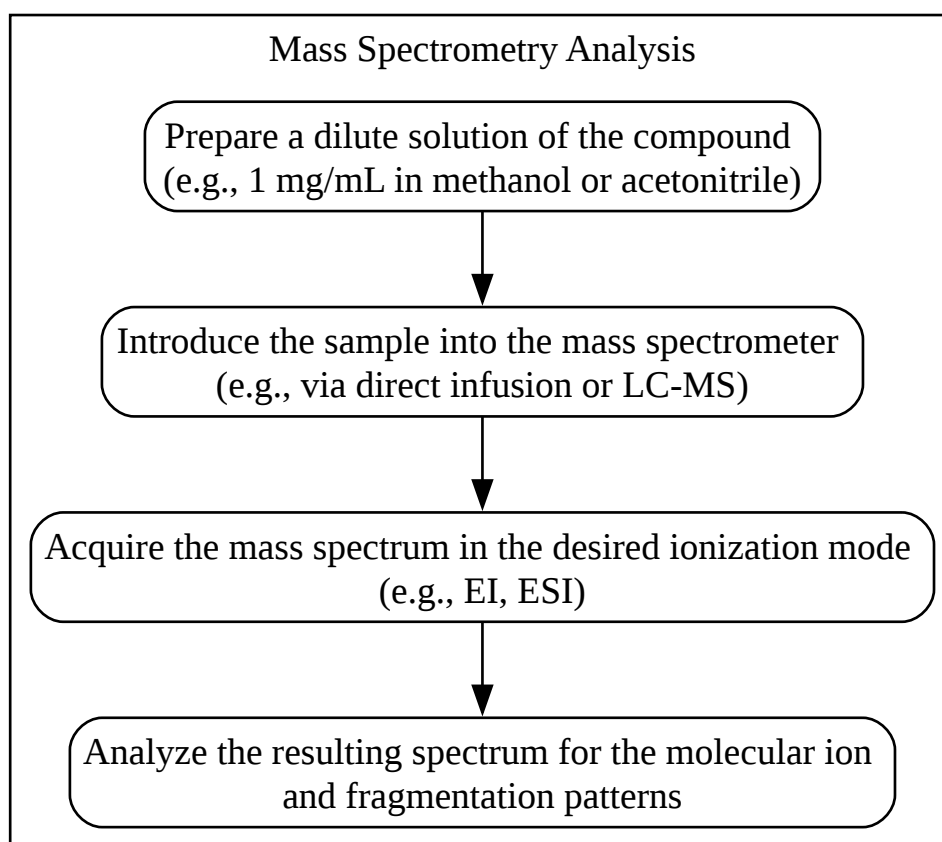 Mass Spectrometry Analysis
Prepare a dilute solution of the compound
(e.g., 1 mg/mL in methanol or acetonitrile)
Introduce the sample into the mass spectrometer
(e.g., via direct infusion or LC-MS)
Acquire the mass spectrum in the desired ionization mode
(e.g., EI, ESI)
Analyze the resulting spectrum for the molecular ion
and fragmentation patterns